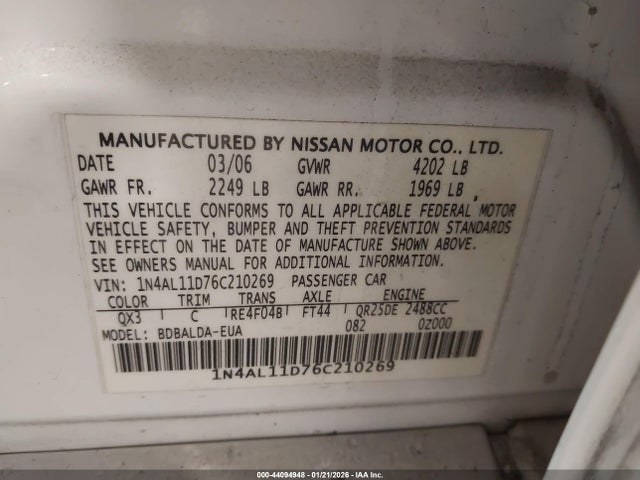 MANUFACTURED BY NISSAN MOTOR CO., LTD.
DATE 03/06 GVWR 4202 LB
GAWR FR. 2249 LB GAWR RR. 1969 LB
THIS VEHICLE CONFORMS TO ALL APPLICABLE FEDERAL MOTOR
VEHICLE SAFETY, BUMPER AND THEFT PREVENTION STANDARDS
IN EFFECT ON THE DATE OF MANUFACTURE SHOWN ABOVE.
SEE OWNERS MANUAL FOR ADDITIONAL INFORMATION.
VIN: 1N4AL11D76C210269 PASSENGER CAR
COLOR TRIM TRANS AXLE ENGINE
QX3 C RE4F04B FT44 QR25DE 2488CC
MODEL: BDBALDA-EUA 082 0Z000
1N4AL11D76C210269
000-44094948 - 01/21/2026 - Copyright © IAA Inc.